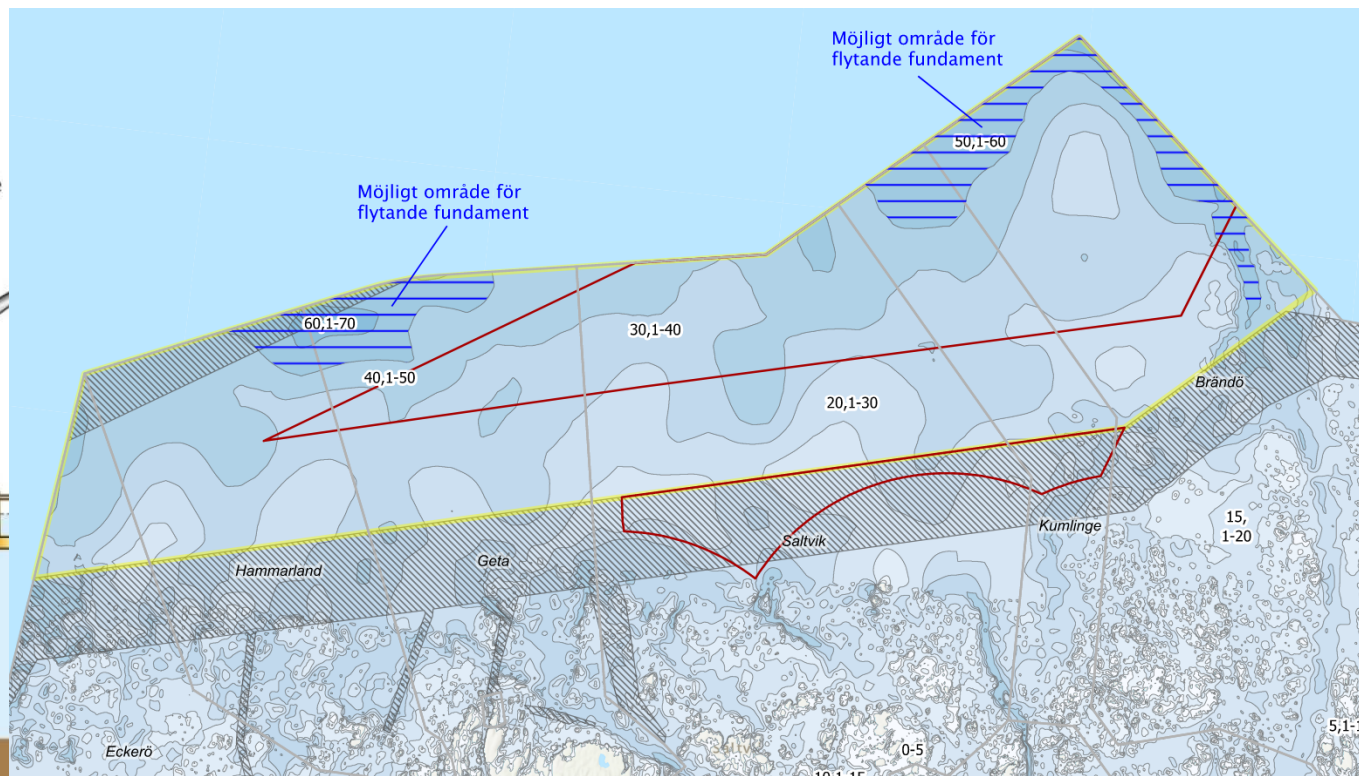 Möjligt område för
flytande fundament
50,1-60
Möjligt område för
flytande fundament
60,1-70
30,1-40
40,1-50
Brändö
20,1-30
15,
1-20
Kumlinge
Saltvik
Geta
Hammarland
Eckerö
0-5